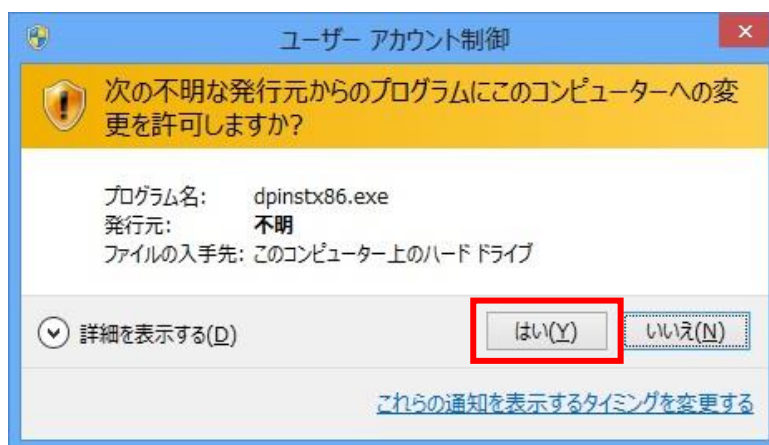 ユーザー アカウント制御
次の不明な発行元からのプログラムにこのコンピューターへの変
更を許可しますか?
プログラム名: dpinstx86.exe
発行元: 不明
ファイルの入手先: このコンピューター上のハード ドライブ
詳細を表示する(D) はい(Y) いいえ(N)
これらの通知を表示するタイミングを変更する